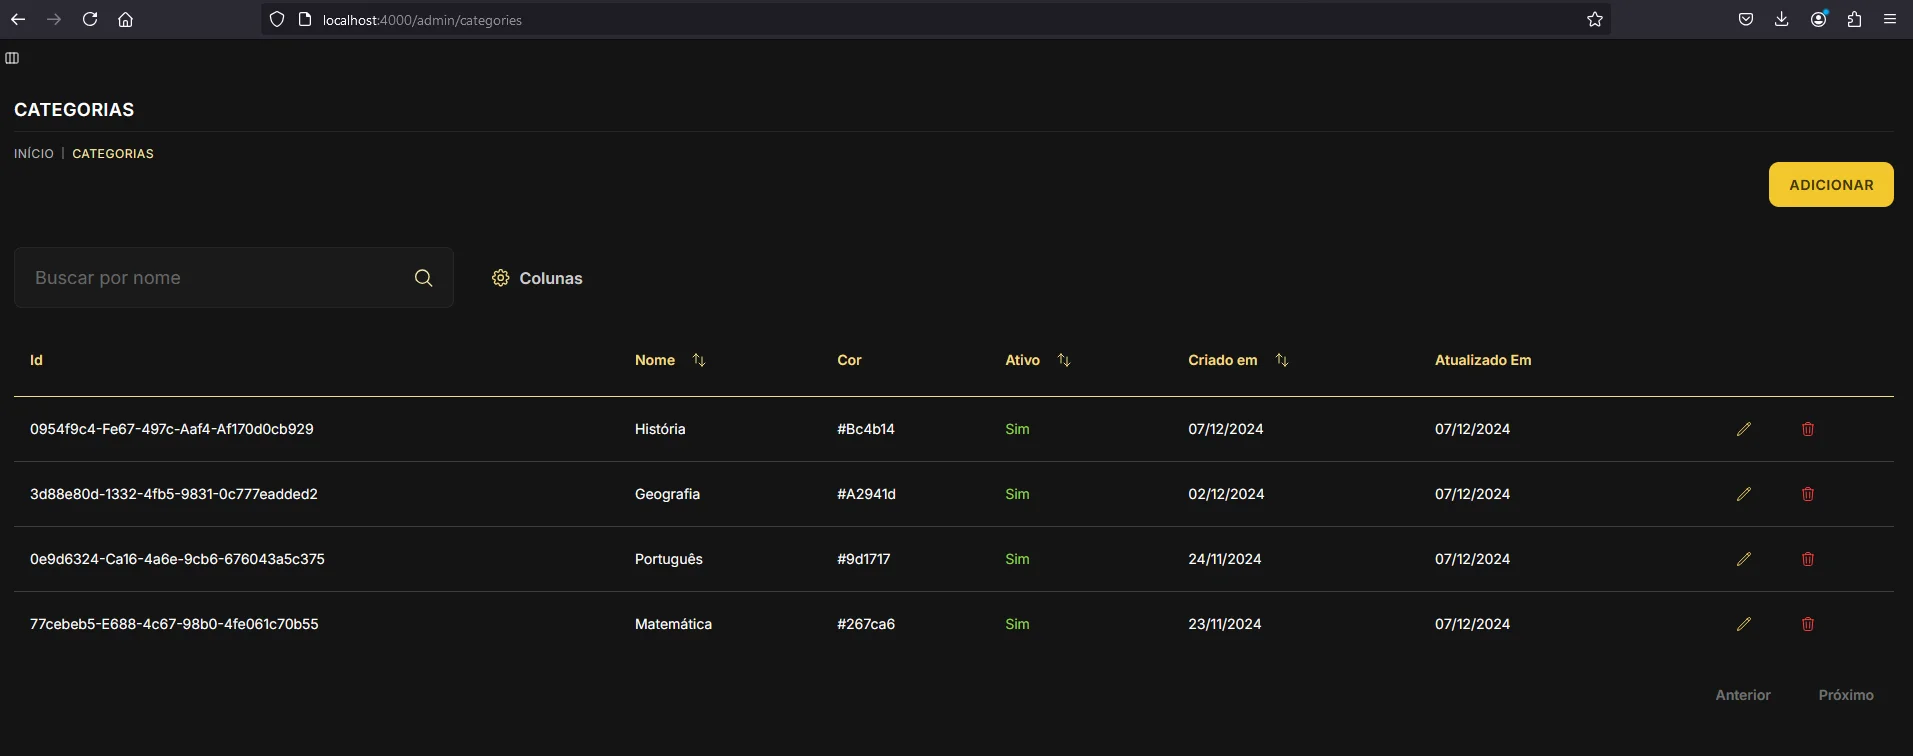 localhost:4000/admin/categories
CATEGORIAS
INÍCIO | CATEGORIAS
ADICIONAR
Buscar por nome
Colunas
Id Nome Cor Ativo Criado em Atualizado Em
0954f9c4-Fe67-497c-Aaf4-Af170d0cb929 História #Bc4b14 Sim 07/12/2024 07/12/2024
3d88e80d-1332-4fb5-9831-0c777eadded2 Geografia #A2941d Sim 02/12/2024 07/12/2024
0e9d6324-Ca16-4a6e-9cb6-676043a5c375 Português #9d1717 Sim 24/11/2024 07/12/2024
77cebeb5-E688-4c67-98b0-4fe061c70b55 Matemática #267ca6 Sim 23/11/2024 07/12/2024
Anterior Próximo